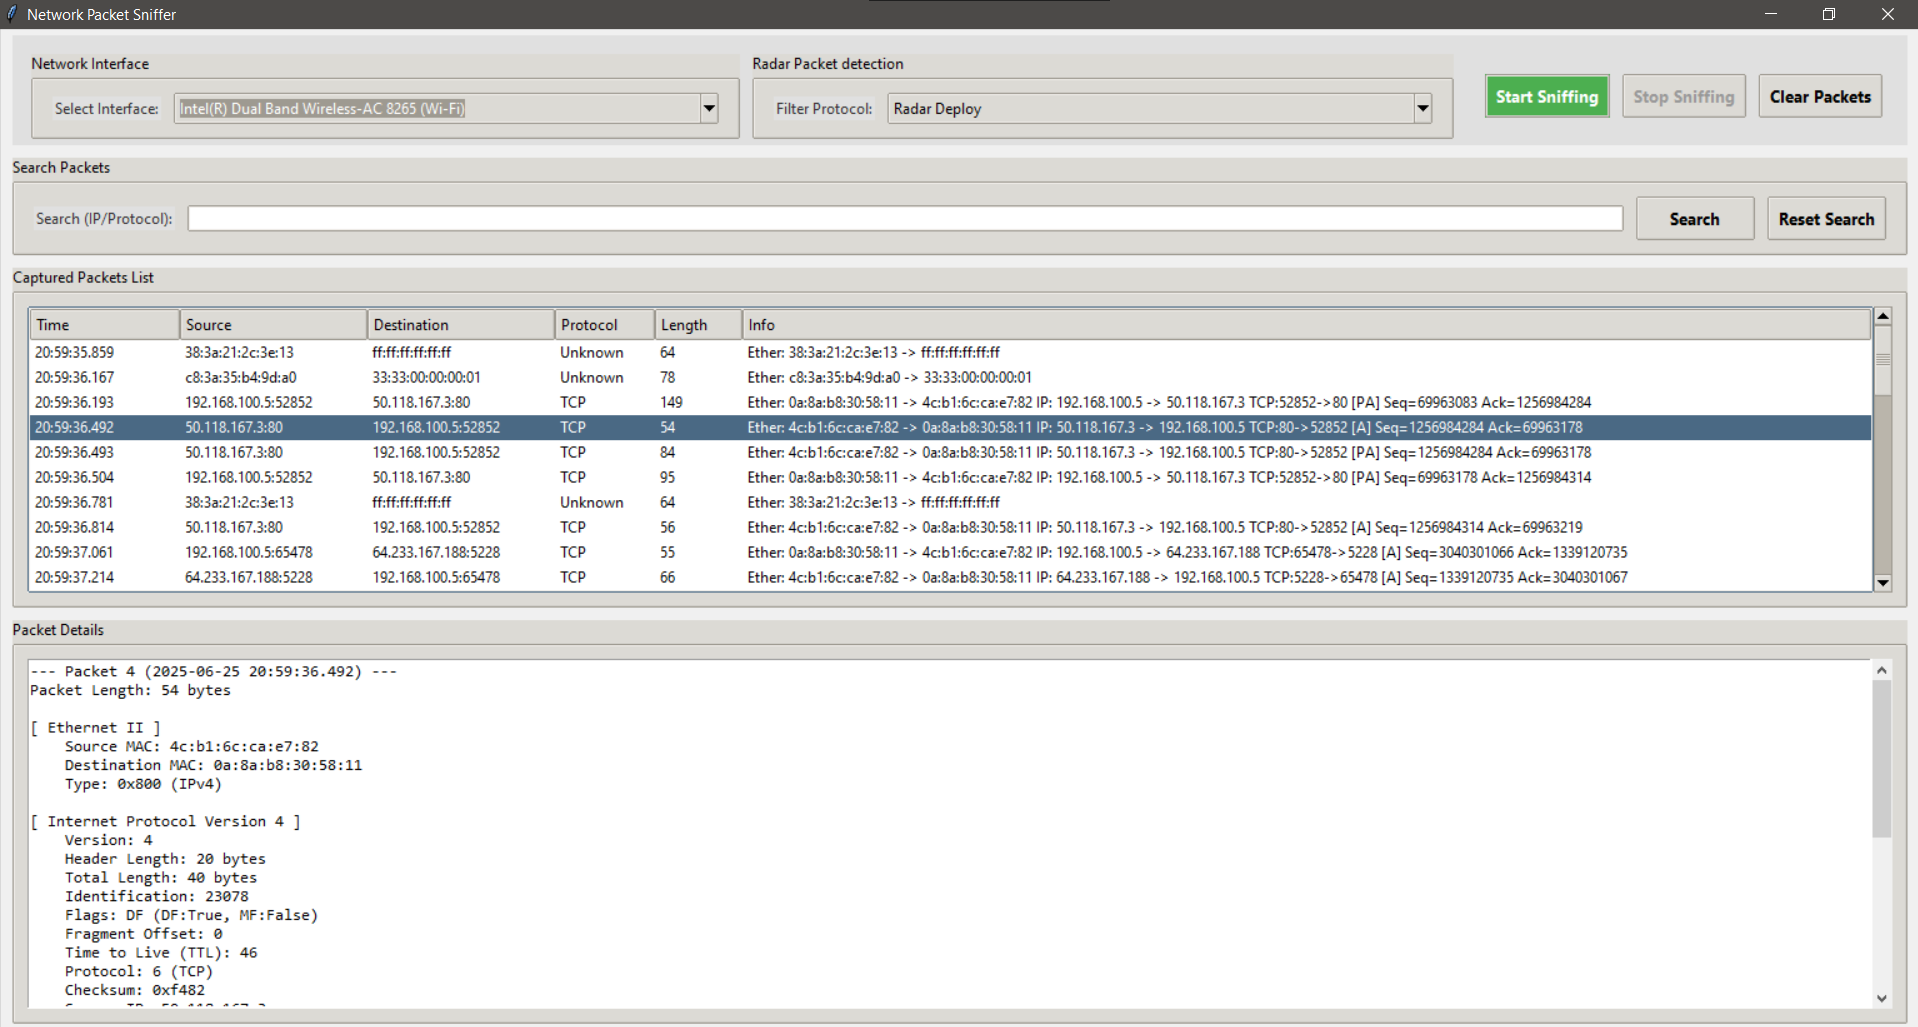 Network Packet Sniffer
Network Interface
Radar Packet detection
Select Interface: Intel(R) Dual Band Wireless-AC 8265 (Wi-Fi)
Filter Protocol: Radar Deploy
Start Sniffing
Stop Sniffing
Clear Packets
Search Packets
Search (IP/Protocol):
Search
Reset Search
Captured Packets List
Time Source Destination Protocol Length Info
20:59:35.859 38:3a:21:2c:3e:13 ff:ff:ff:ff:ff:ff Unknown 64 Ether: 38:3a:21:2c:3e:13 -> ff:ff:ff:ff:ff:ff
20:59:36.167 c8:3a:35:b4:9d:a0 33:33:00:00:00:01 Unknown 78 Ether: c8:3a:35:b4:9d:a0 -> 33:33:00:00:00:01
20:59:36.193 192.168.100.5:52852 50.118.167.3:80 TCP 149 Ether: 0a:8a:b8:30:58:11 -> 4c:b1:6c:ca:e7:82 IP: 192.168.100.5 -> 50.118.167.3 TCP:52852->80 [PA] Seq=69963083 Ack=1256984284
20:59:36.492 50.118.167.3:80 192.168.100.5:52852 TCP 54 Ether: 4c:b1:6c:ca:e7:82 -> 0a:8a:b8:30:58:11 IP: 50.118.167.3 -> 192.168.100.5 TCP:80->52852 [A] Seq=1256984284 Ack=69963178
20:59:36.493 50.118.167.3:80 192.168.100.5:52852 TCP 84 Ether: 4c:b1:6c:ca:e7:82 -> 0a:8a:b8:30:58:11 IP: 50.118.167.3 -> 192.168.100.5 TCP:80->52852 [PA] Seq=1256984284 Ack=69963178
20:59:36.504 192.168.100.5:52852 50.118.167.3:80 TCP 95 Ether: 0a:8a:b8:30:58:11 -> 4c:b1:6c:ca:e7:82 IP: 192.168.100.5 -> 50.118.167.3 TCP:52852->80 [PA] Seq=69963178 Ack=1256984314
20:59:36.781 38:3a:21:2c:3e:13 ff:ff:ff:ff:ff:ff Unknown 64 Ether: 38:3a:21:2c:3e:13 -> ff:ff:ff:ff:ff:ff
20:59:36.814 50.118.167.3:80 192.168.100.5:52852 TCP 56 Ether: 4c:b1:6c:ca:e7:82 -> 0a:8a:b8:30:58:11 IP: 50.118.167.3 -> 192.168.100.5 TCP:80->52852 [A] Seq=1256984314 Ack=69963219
20:59:37.061 192.168.100.5:65478 64.233.167.188:5228 TCP 55 Ether: 0a:8a:b8:30:58:11 -> 4c:b1:6c:ca:e7:82 IP: 192.168.100.5 -> 64.233.167.188 TCP:65478->5228 [A] Seq=3040301066 Ack=1339120735
20:59:37.214 64.233.167.188:5228 192.168.100.5:65478 TCP 66 Ether: 4c:b1:6c:ca:e7:82 -> 0a:8a:b8:30:58:11 IP: 64.233.167.188 -> 192.168.100.5 TCP:5228->65478 [A] Seq=1339120735 Ack=3040301067
Packet Details
--- Packet 4 (2025-06-25 20:59:36.492) ---
Packet Length: 54 bytes
[ Ethernet II ]
Source MAC: 4c:b1:6c:ca:e7:82
Destination MAC: 0a:8a:b8:30:58:11
Type: 0x800 (IPv4)
[ Internet Protocol Version 4 ]
Version: 4
Header Length: 20 bytes
Total Length: 40 bytes
Identification: 23078
Flags: DF (DF:True, MF:False)
Fragment Offset: 0
Time to Live (TTL): 46
Protocol: 6 (TCP)
Checksum: 0xf482